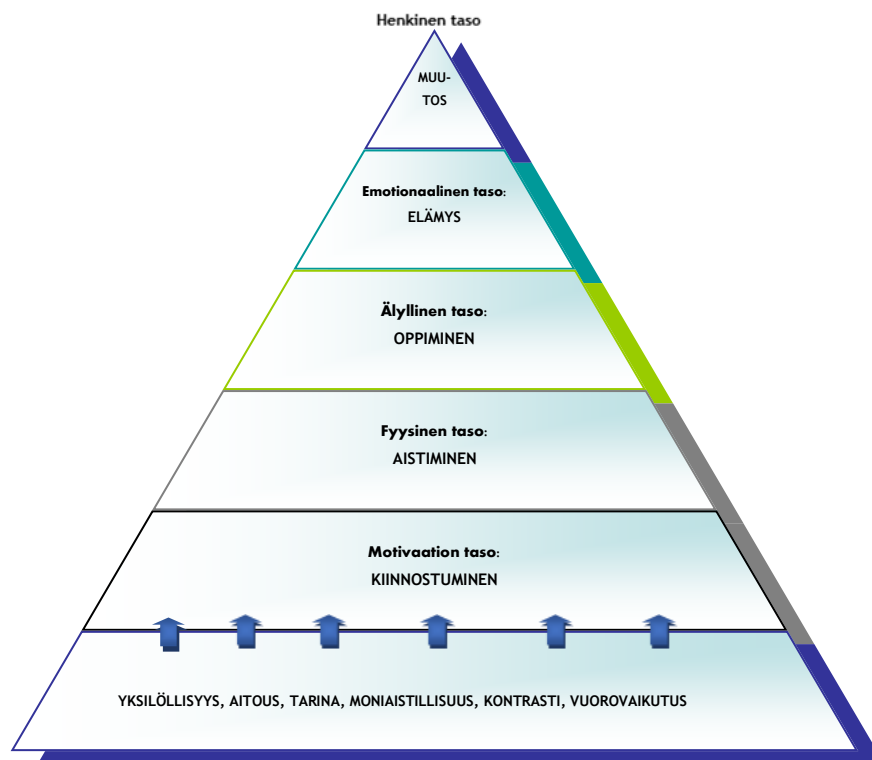 Henkinen taso
MUU-
TOS
Emotionaalinen taso:
ELÄMYS
Älyllinen taso:
OPPIMINEN
Fyysinen taso:
AISTIMINEN
Motivaation taso:
KIINNOSTUMINEN
YKSILÖLLISYYS, AITOUS, TARINA, MONIAISTILLISUUS, KONTRASTI, VUOROVAIKUTUS